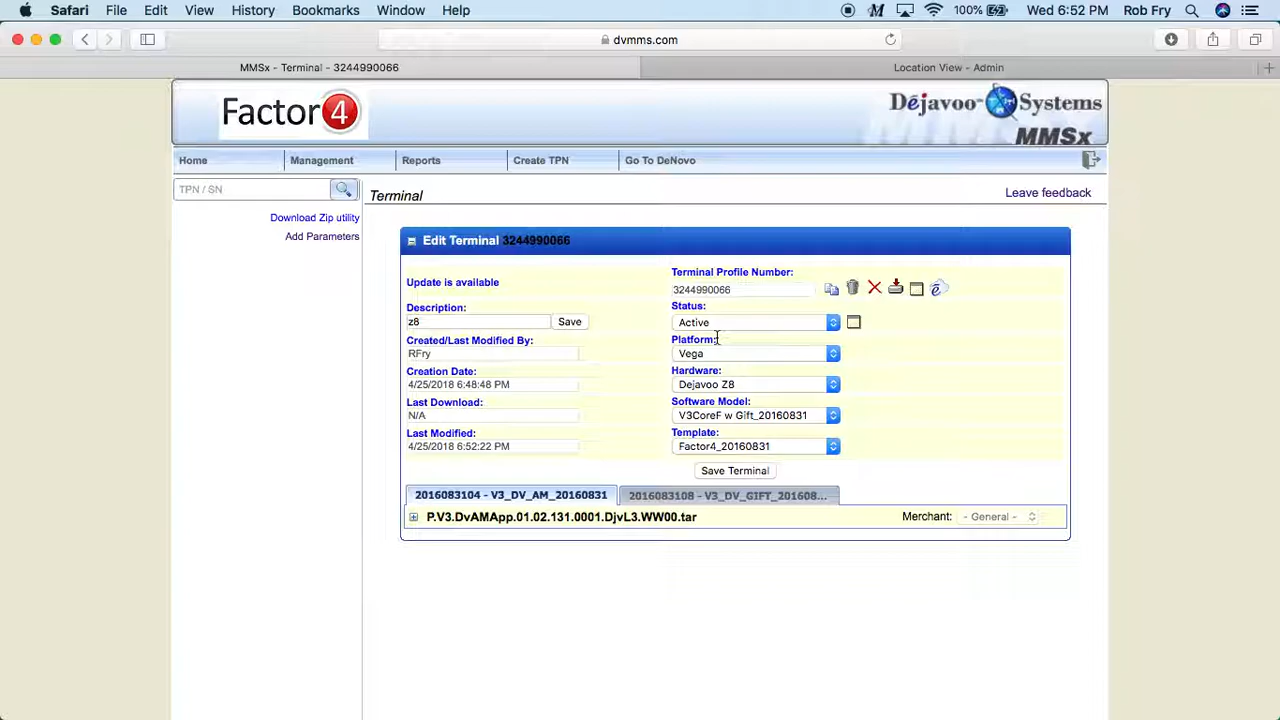 Safari File Edit View History Bookmarks Window Help 100% Wed 6:52 PM Rob Fry
dvmms.com
MMSx - Terminal - 3244990066
Location View - Admin
Factor 4
Déjavoo Systems
MMSx
Home Management Reports Create TPN Go To DeNovo
TPN / SN
Download Zip utility
Add Parameters
Terminal
Leave feedback
Edit Terminal 3244990066
Update is available
Terminal Profile Number:
3244990066
Description:
z8 Save
Status:
Active
Created/Last Modified By:
RFry
Platform:
Vega
Creation Date:
4/25/2018 6:48:48 PM
Hardware:
Dejavoo Z8
Last Download:
N/A
Software Model:
V3CoreF w Gift_20160831
Last Modified:
4/25/2018 6:52:22 PM
Template:
Factor4_20160831
Save Terminal
2016083104 - V3_DV_AM_20160831 2016083108 - V3_DV_GIFT_201608...
P.V3.DvAMApp.01.02.131.0001.DjvL3.WW00.tar Merchant: - General -